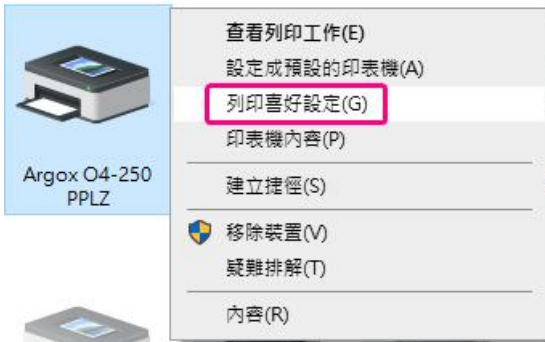 查看列印工作(E)
設定成預設的印表機(A)
列印喜好設定(G)
印表機內容(P)
建立捷徑(S)
移除裝置(V)
疑難排解(T)
內容(R)
Argox O4-250
PPLZ